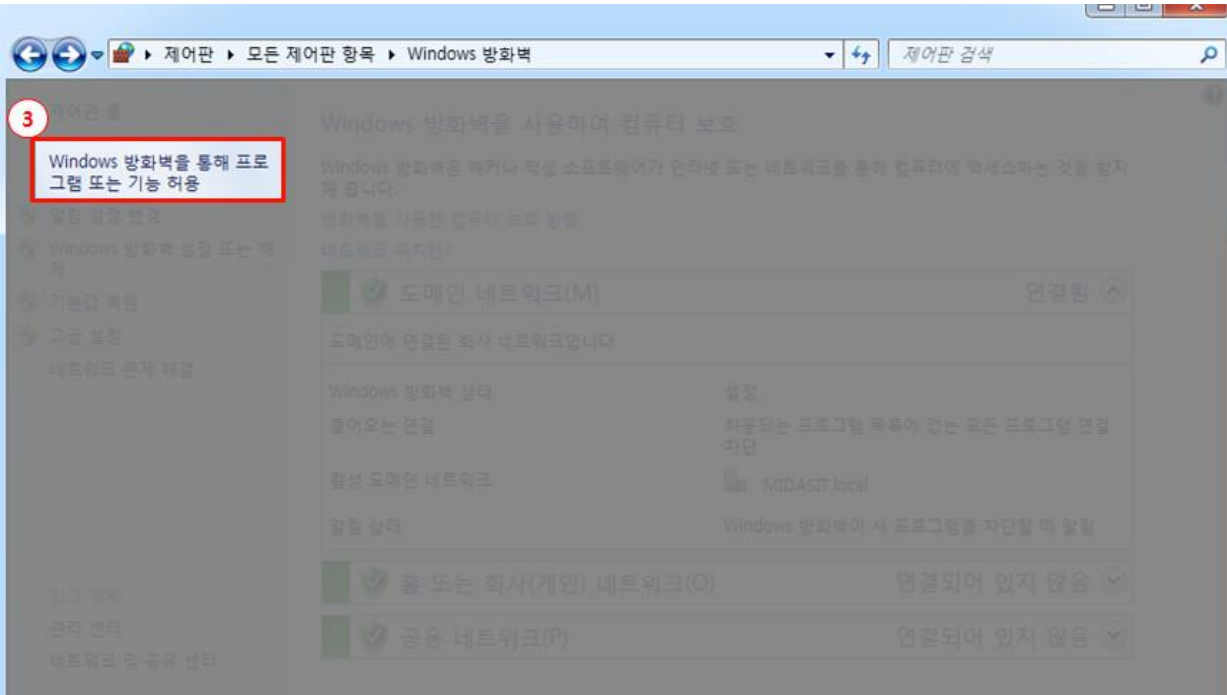 제어판 ▸ 모든 제어판 항목 ▸ Windows 방화벽
제어판 검색
3
제어판 홈
Windows 방화벽을 통해 프로
그램 또는 기능 허용
알림 설정 변경
Windows 방화벽 설정 또는 해
제
기본값 복원
고급 설정
네트워크 문제 해결
참고 항목
관리 센터
네트워크 및 공유 센터
Windows 방화벽을 사용하여 컴퓨터 보호
Windows 방화벽은 해커나 악성 소프트웨어가 인터넷 또는 네트워크를 통해 컴퓨터에 액세스하는 것을 방지
해 줍니다.
방화벽을 사용한 컴퓨터 보호 방법
네트워크 위치란?
도메인 네트워크(M) 연결됨
도메인에 연결된 회사 네트워크입니다.
Windows 방화벽 상태 설정
들어오는 연결 허용되는 프로그램 목록에 없는 모든 프로그램 연결
차단
활성 도메인 네트워크 MIDASIT.local
알림 상태 Windows 방화벽이 새 프로그램을 차단할 때 알림
홈 또는 회사(개인) 네트워크(O) 연결되어 있지 않음
공용 네트워크(P) 연결되어 있지 않음